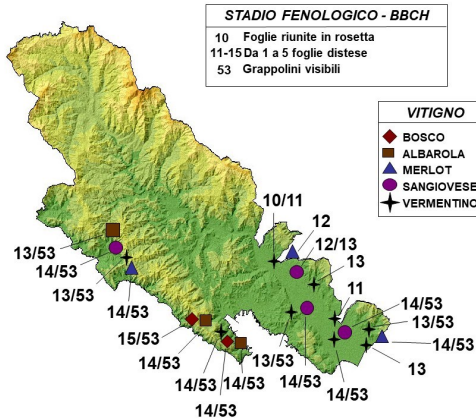 STADIO FENOLOGICO - BBCH
10 Foglie riunite in rosetta
11-15 Da 1 a 5 foglie distese
53 Grappolini visibili
VITIGNO
BOSCO
ALBAROLA
MERLOT
SANGIOVESE
VERMENTINO
10/11
12
12/13
13
13/53
14/53
13/53
14/53
11
14/53
13/53
14/53
15/53
14/53
14/53
14/53
14/53
13/53
14/53
14/53
13